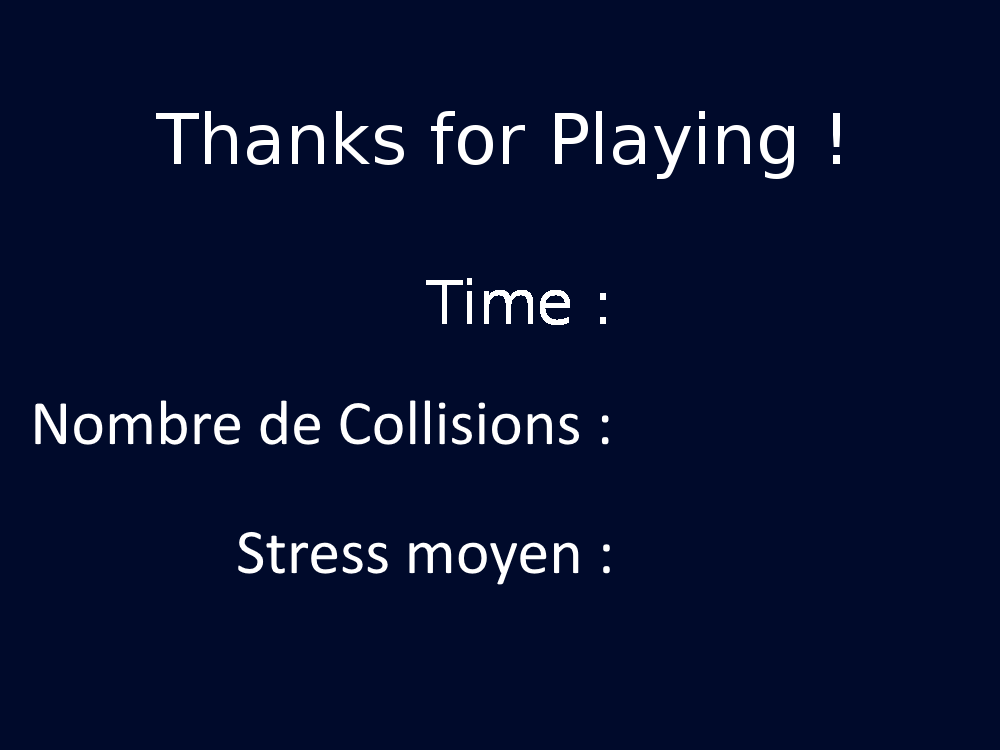 Thanks for Playing !
Time :
Nombre de Collisions :
Stress moyen :